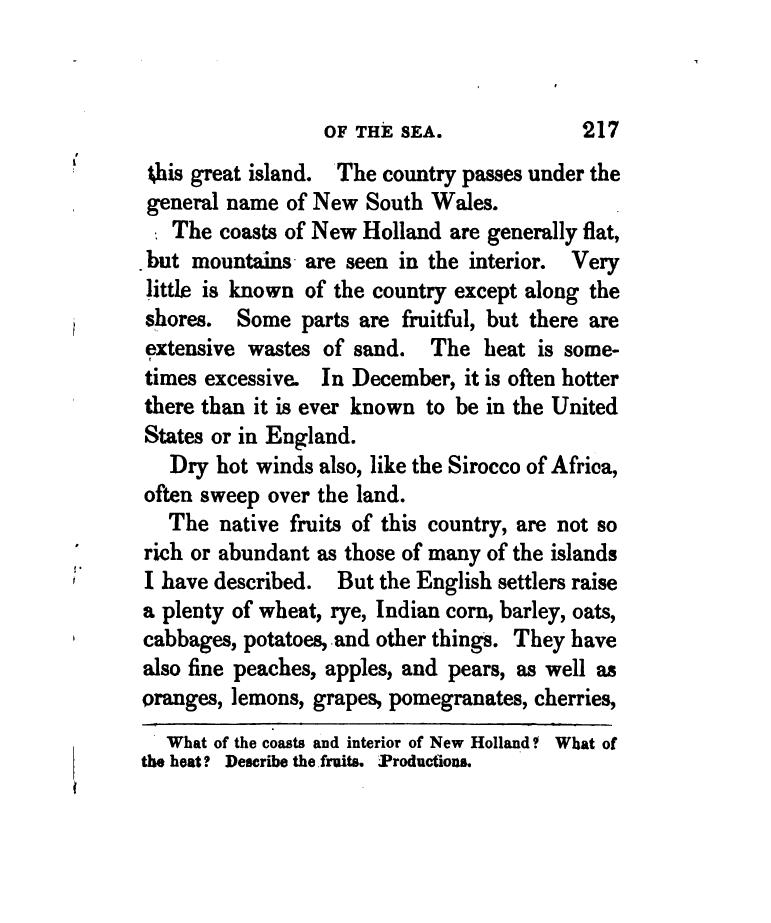 OF THE SEA. 217
this great island. The country passes under the
general name of New South Wales.
The coasts of New Holland are generally flat,
but mountains are seen in the interior. Very
little is known of the country except along the
shores. Some parts are fruitful, but there are
extensive wastes of sand. The heat is some-
times excessive. In December, it is often hotter
there than it is ever known to be in the United
States or in England.
Dry hot winds also, like the Sirocco of Africa,
often sweep over the land.
The native fruits of this country, are not so
rich or abundant as those of many of the islands
I have described. But the English settlers raise
a plenty of wheat, rye, Indian corn, barley, oats,
cabbages, potatoes, and other things. They have
also fine peaches, apples, and pears, as well as
oranges, lemons, grapes, pomegranates, cherries,
What of the coasts and interior of New Holland? What of
the heat? Describe the fruits. Productions.